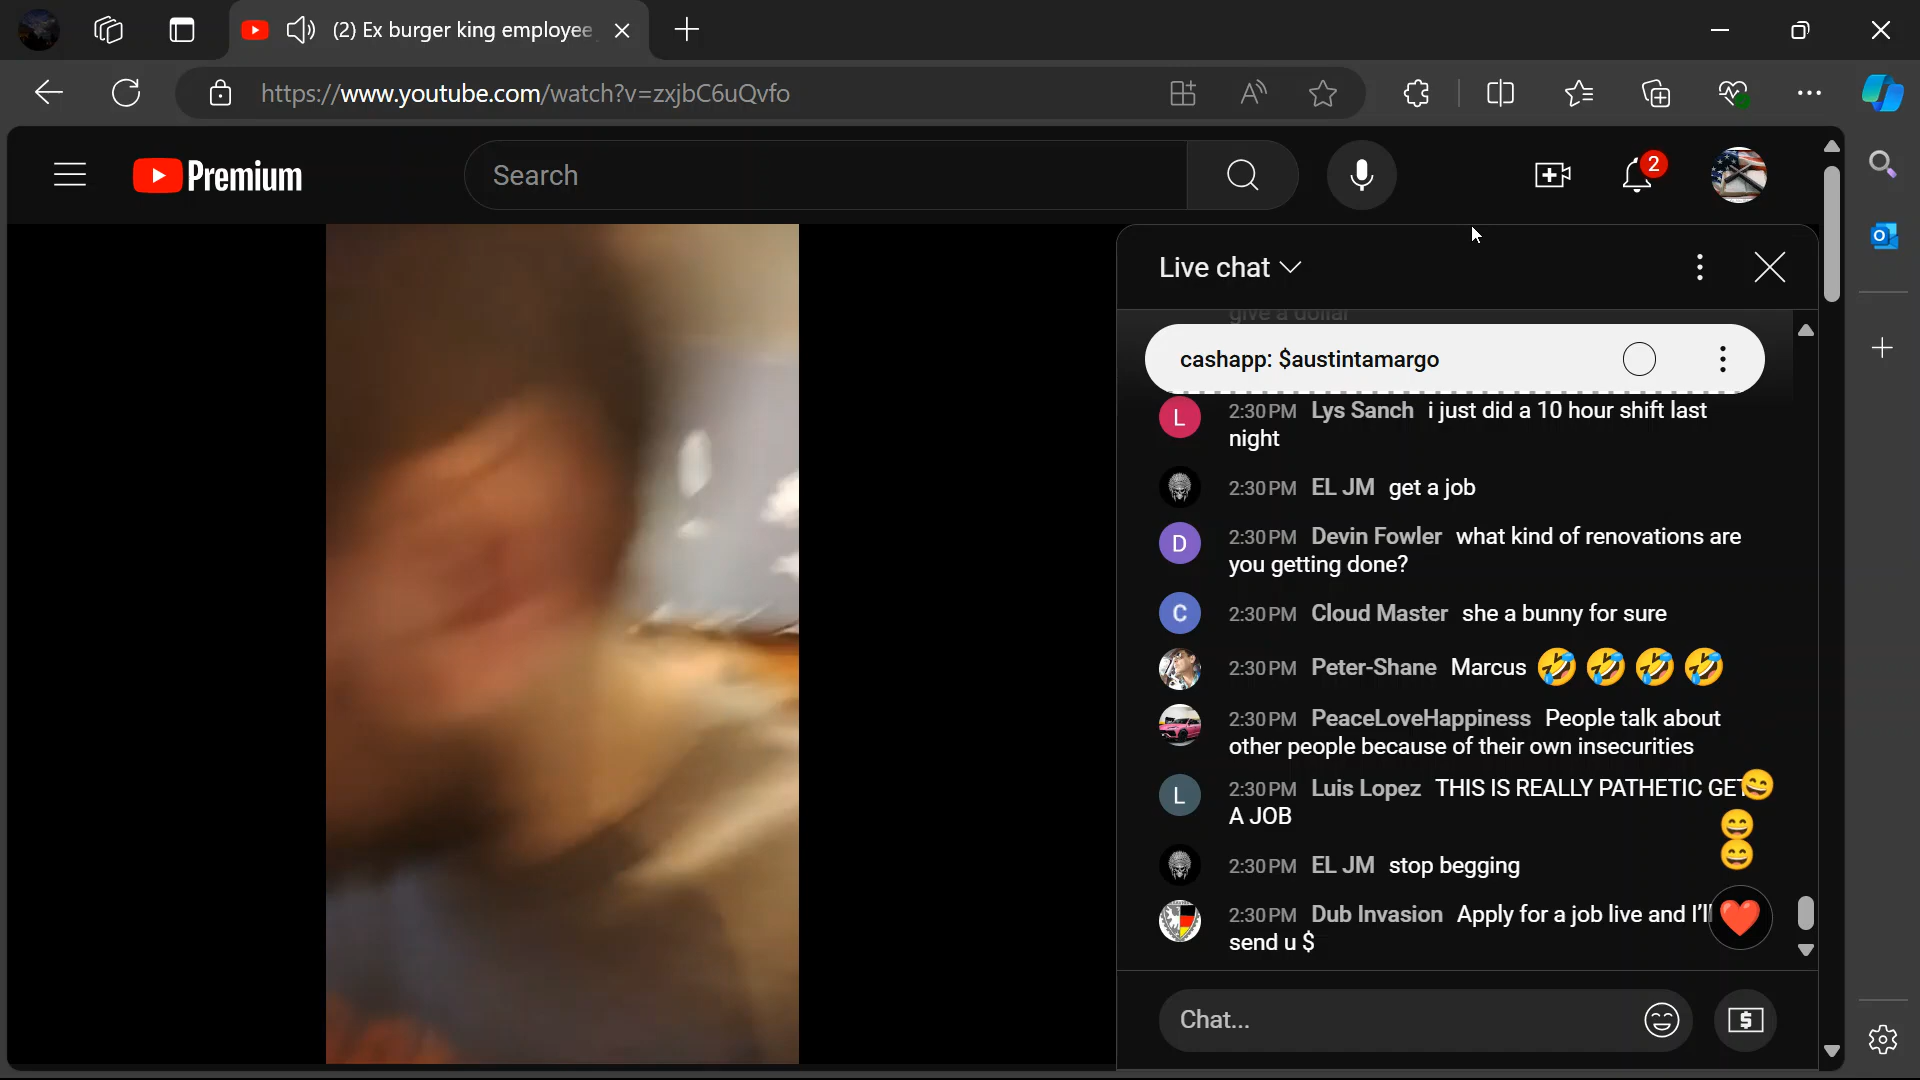 (2) Ex burger king employee
https://www.youtube.com/watch?v=zxjbC6uQvfo
Premium
Search
2
Live chat
give a dollar
cashapp: $austintamargo
L 2:30 PM Lys Sanch i just did a 10 hour shift last
night
2:30 PM EL JM get a job
D 2:30 PM Devin Fowler what kind of renovations are
you getting done?
C 2:30 PM Cloud Master she a bunny for sure
2:30 PM Peter-Shane Marcus 🤣🤣🤣🤣
2:30 PM PeaceLoveHappiness People talk about
other people because of their own insecurities
L 2:30 PM Luis Lopez THIS IS REALLY PATHETIC GET
A JOB
2:30 PM EL JM stop begging
2:30 PM Dub Invasion Apply for a job live and I'll
send u $
Chat...